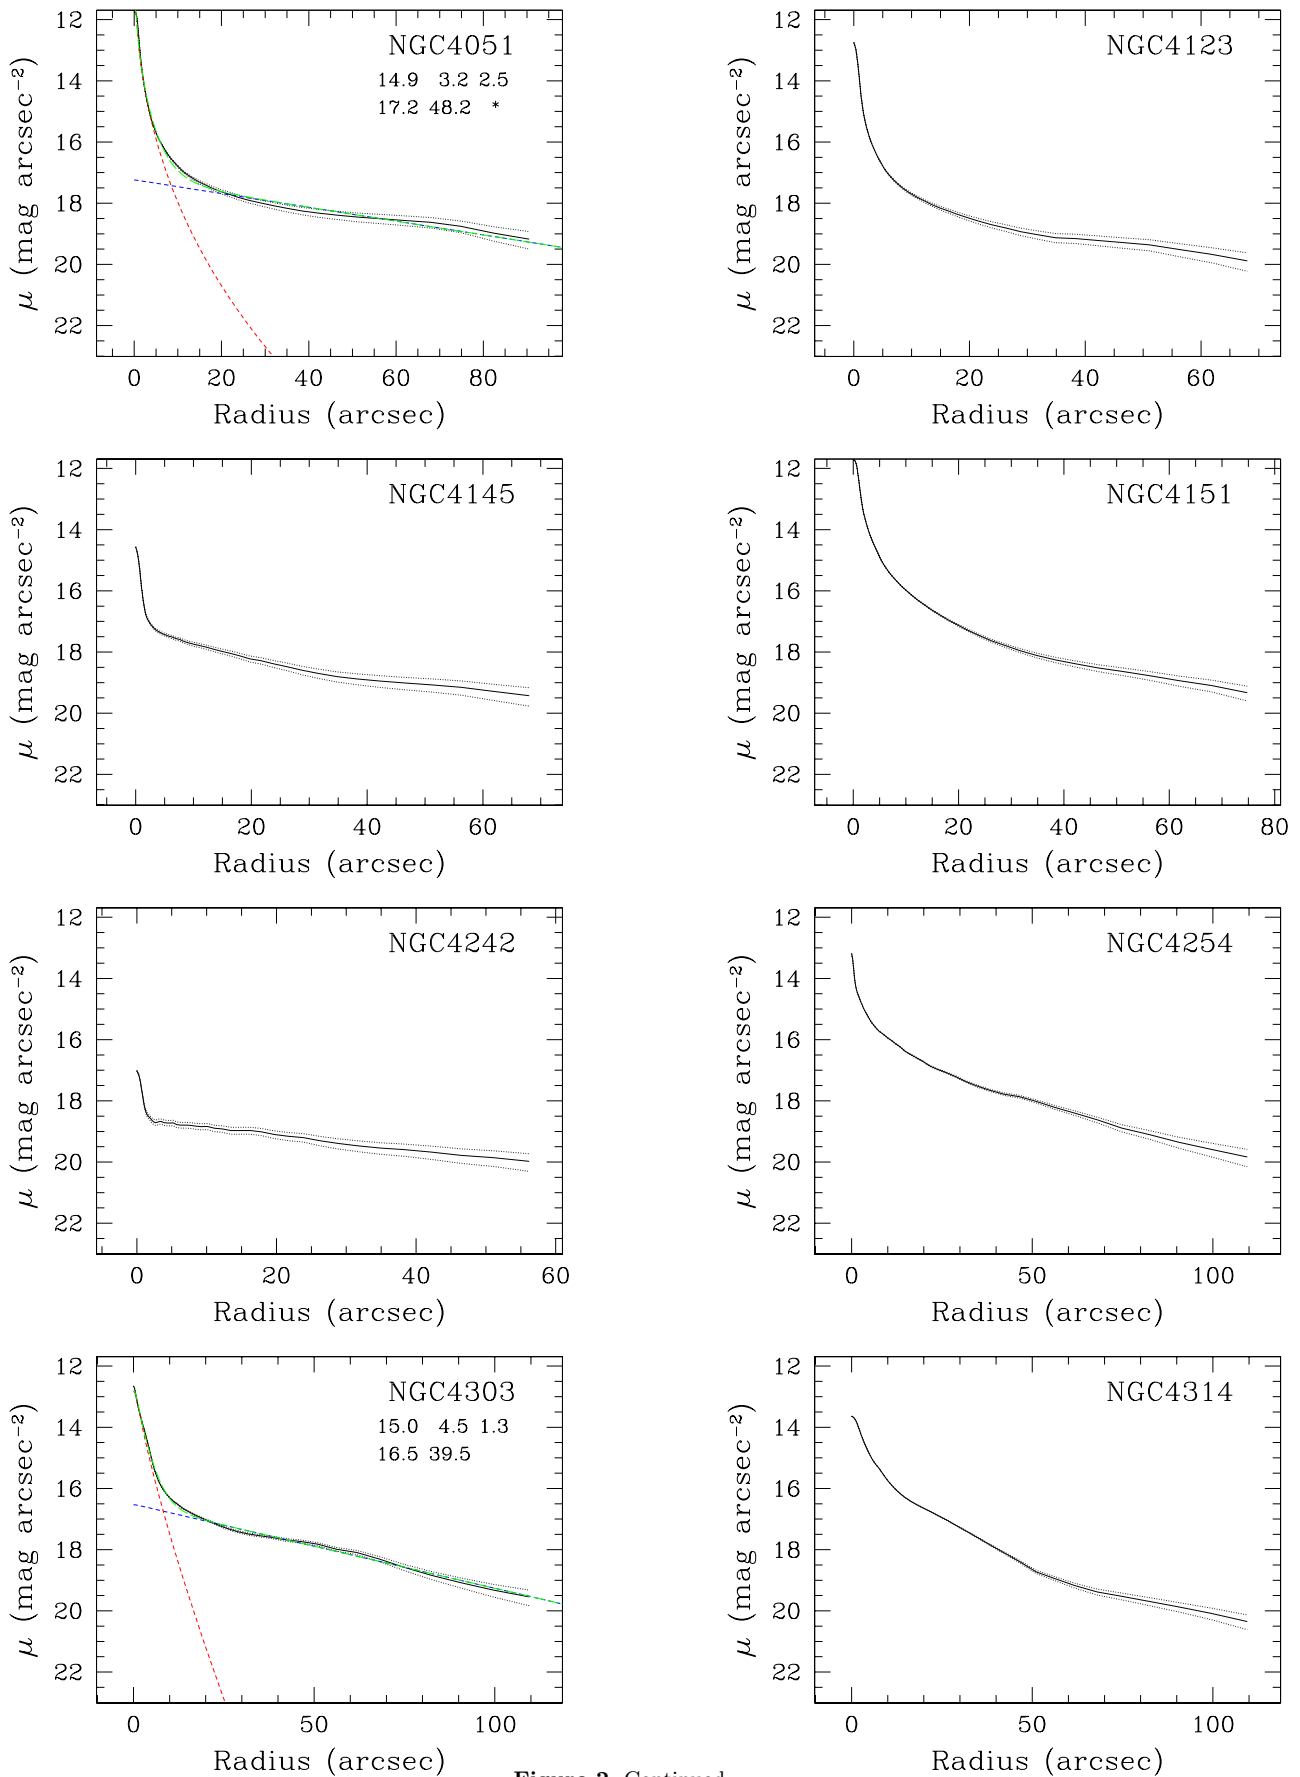 NGC4051
14.9 3.2 2.5
17.2 48.2 *
12
14
16
18
20
22
μ (mag arcsec⁻²)
0 20 40 60 80
Radius (arcsec)
NGC4123
12
14
16
18
20
22
μ (mag arcsec⁻²)
0 20 40 60
Radius (arcsec)
NGC4145
12
14
16
18
20
22
μ (mag arcsec⁻²)
0 20 40 60
Radius (arcsec)
NGC4151
12
14
16
18
20
22
μ (mag arcsec⁻²)
0 20 40 60 80
Radius (arcsec)
NGC4242
12
14
16
18
20
22
μ (mag arcsec⁻²)
0 20 40 60
Radius (arcsec)
NGC4254
12
14
16
18
20
22
μ (mag arcsec⁻²)
0 50 100
Radius (arcsec)
NGC4303
15.0 4.5 1.3
16.5 39.5
12
14
16
18
20
22
μ (mag arcsec⁻²)
0 50 100
Radius (arcsec)
NGC4314
12
14
16
18
20
22
μ (mag arcsec⁻²)
0 50 100
Radius (arcsec)